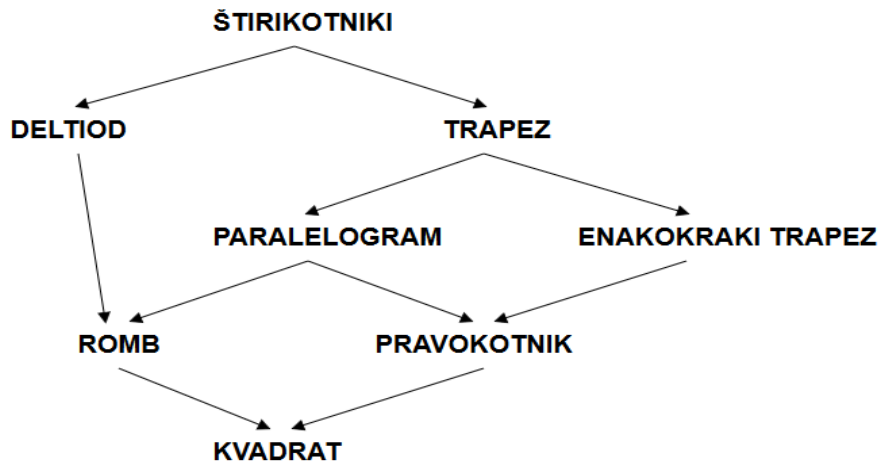 ŠTIRIKOTNIKI
DELTIOD TRAPEZ
PARALELOGRAM ENAKOKRAKI TRAPEZ
ROMB PRAVOKOTNIK
KVADRAT